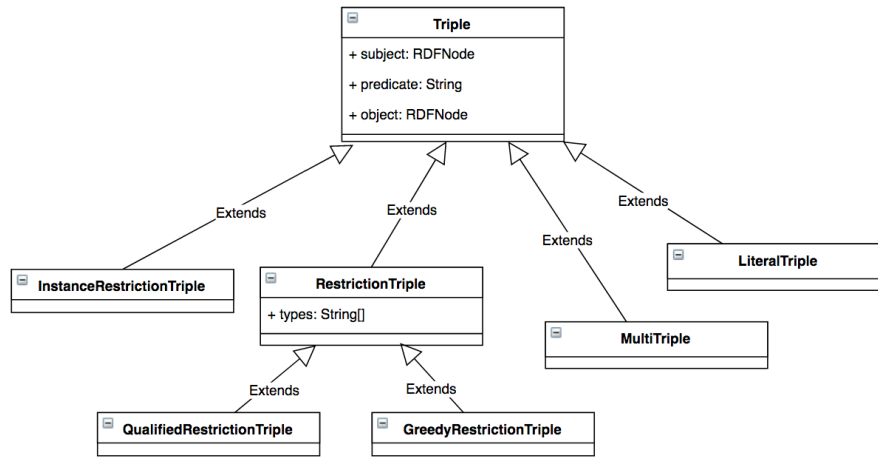 Triple
+ subject: RDFNode
+ predicate: String
+ object: RDFNode
Extends
Extends
Extends
Extends
InstanceRestrictionTriple
RestrictionTriple
+ types: String[]
LiteralTriple
MultiTriple
Extends
Extends
QualifiedRestrictionTriple
GreedyRestrictionTriple